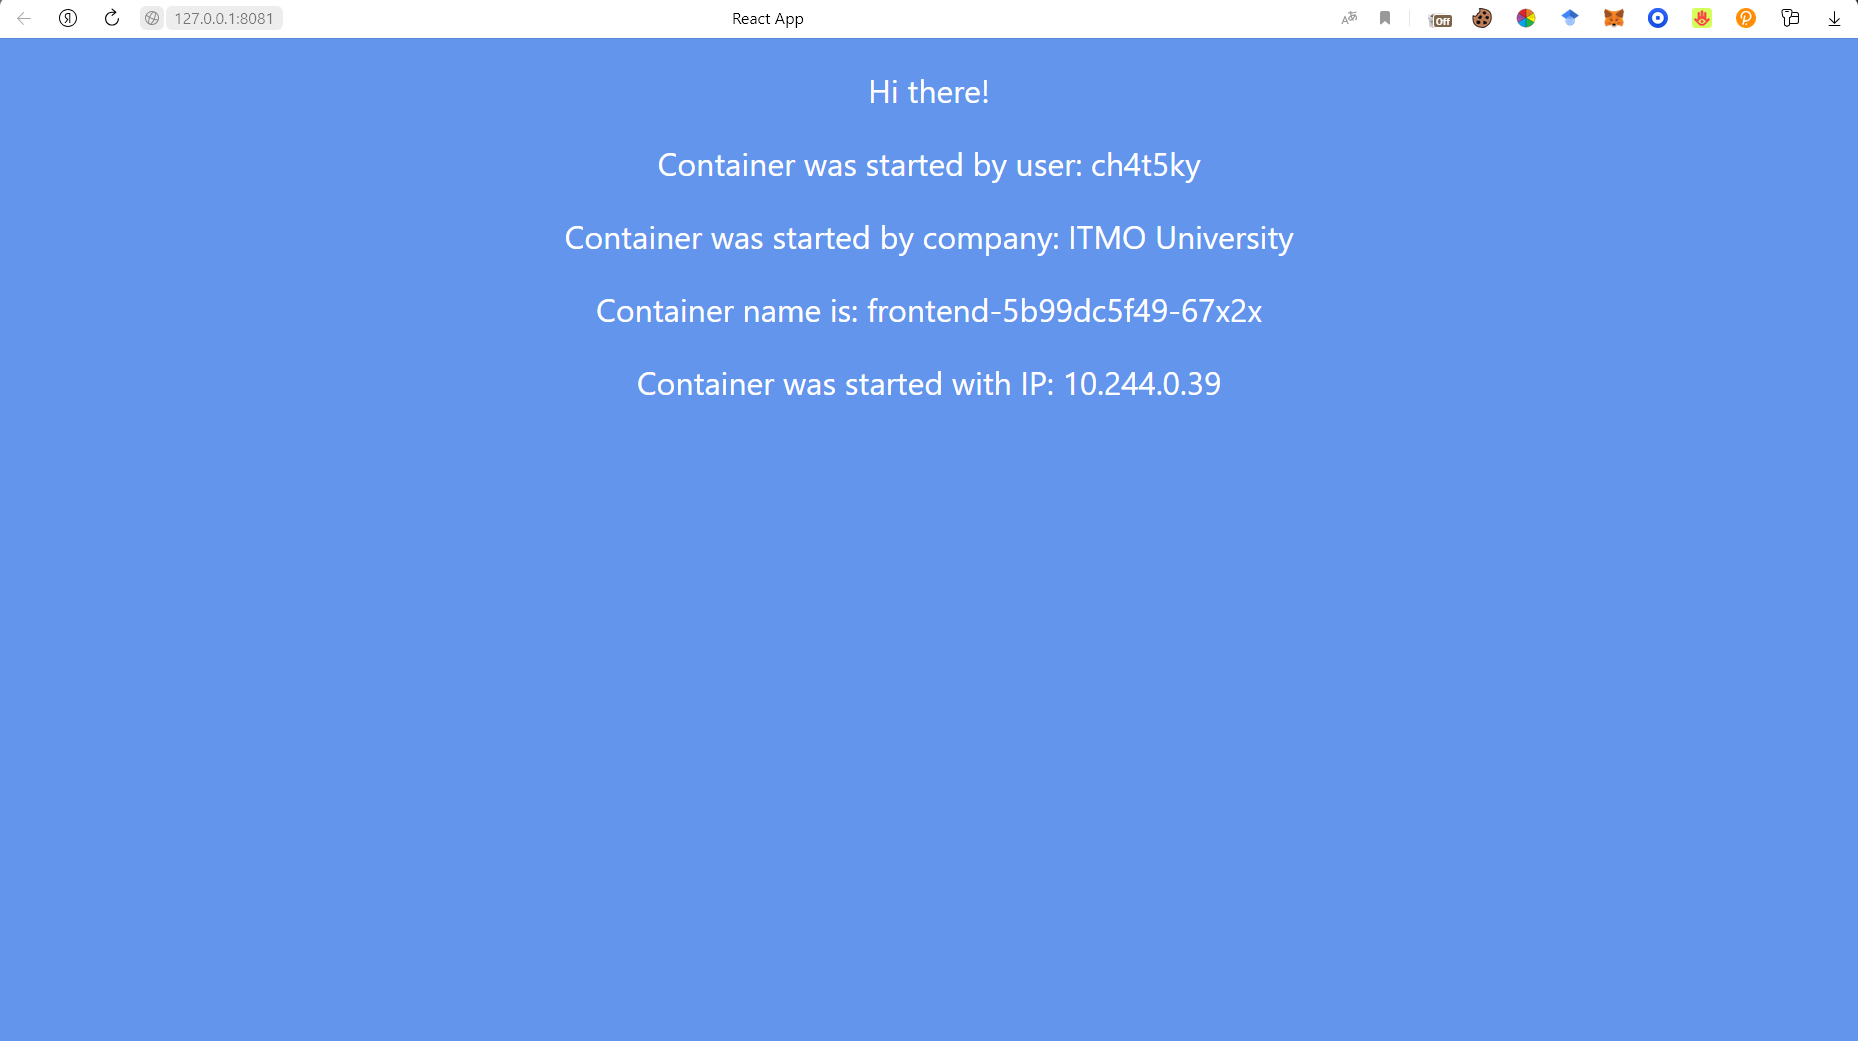 127.0.0.1:8081
React App
Off
Hi there!
Container was started by user: ch4t5ky
Container was started by company: ITMO University
Container name is: frontend-5b99dc5f49-67x2x
Container was started with IP: 10.244.0.39